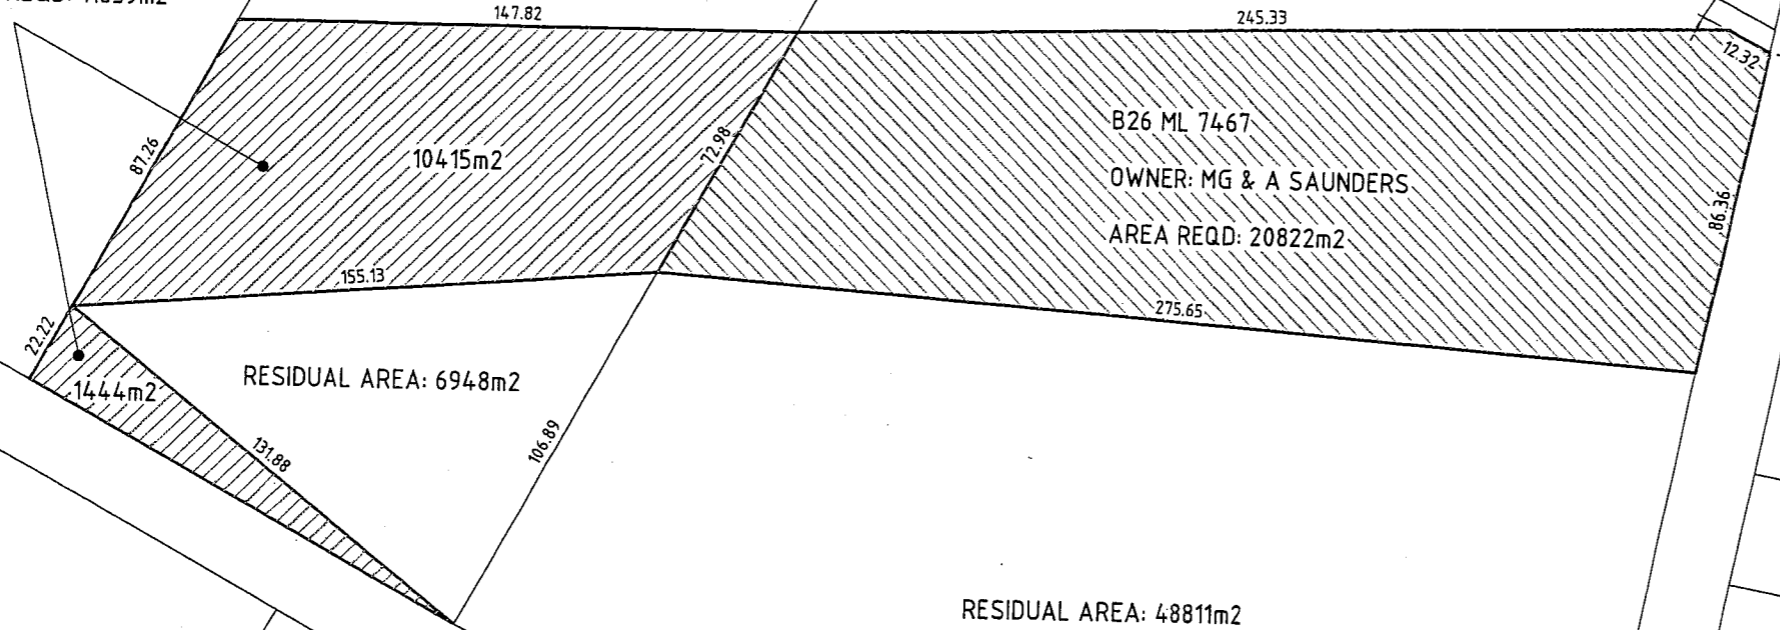 147.82
245.33
12.32
B26 ML 7467
87.26
72.98
10415m2
OWNER: MG & A SAUNDERS
86.36
AREA REQD: 20822m2
155.13
275.65
22.22
RESIDUAL AREA: 6948m2
1444m2
131.88
106.89
RESIDUAL AREA: 48811m2